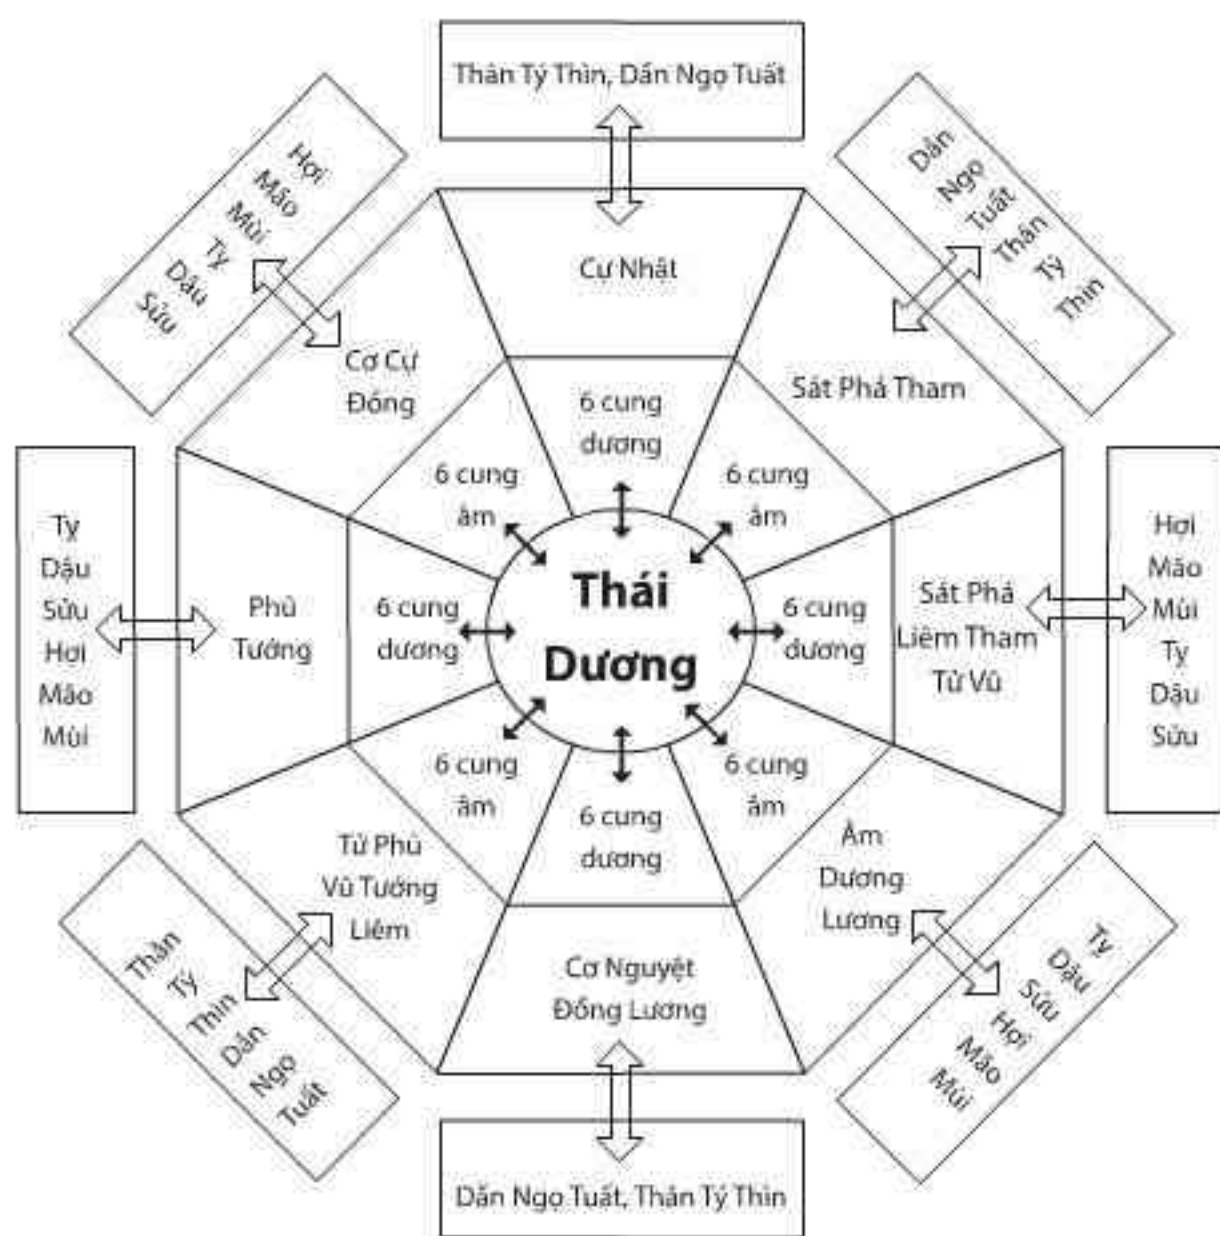 Thân Tý Thìn, Dần Ngọ Tuất
Hợi
Mão
Mùi
Tỵ
Dậu
Sửu
Dần
Ngọ
Tuất
Thân
Tý
Thìn
Cự Nhật
Cơ Cự
Đồng
Sát Phá Tham
6 cung
dương
6 cung
âm
6 cung
âm
Tỵ
Dậu
Sửu
Hợi
Mão
Mùi
Phủ
Tướng
6 cung
dương
Thái
Dương
6 cung
dương
Sát Phá
Liêm Tham
Tử Vũ
Hợi
Mão
Mùi
Tỵ
Dậu
Sửu
6 cung
âm
6 cung
dương
6 cung
âm
Tử Phủ
Vũ Tướng
Liêm
Âm
Dương
Lương
Cơ Nguyệt
Đồng Lương
Thân
Tý
Thìn
Dần
Ngọ
Tuất
Tỵ
Dậu
Sửu
Hợi
Mão
Mùi
Dần Ngọ Tuất, Thân Tý Thìn